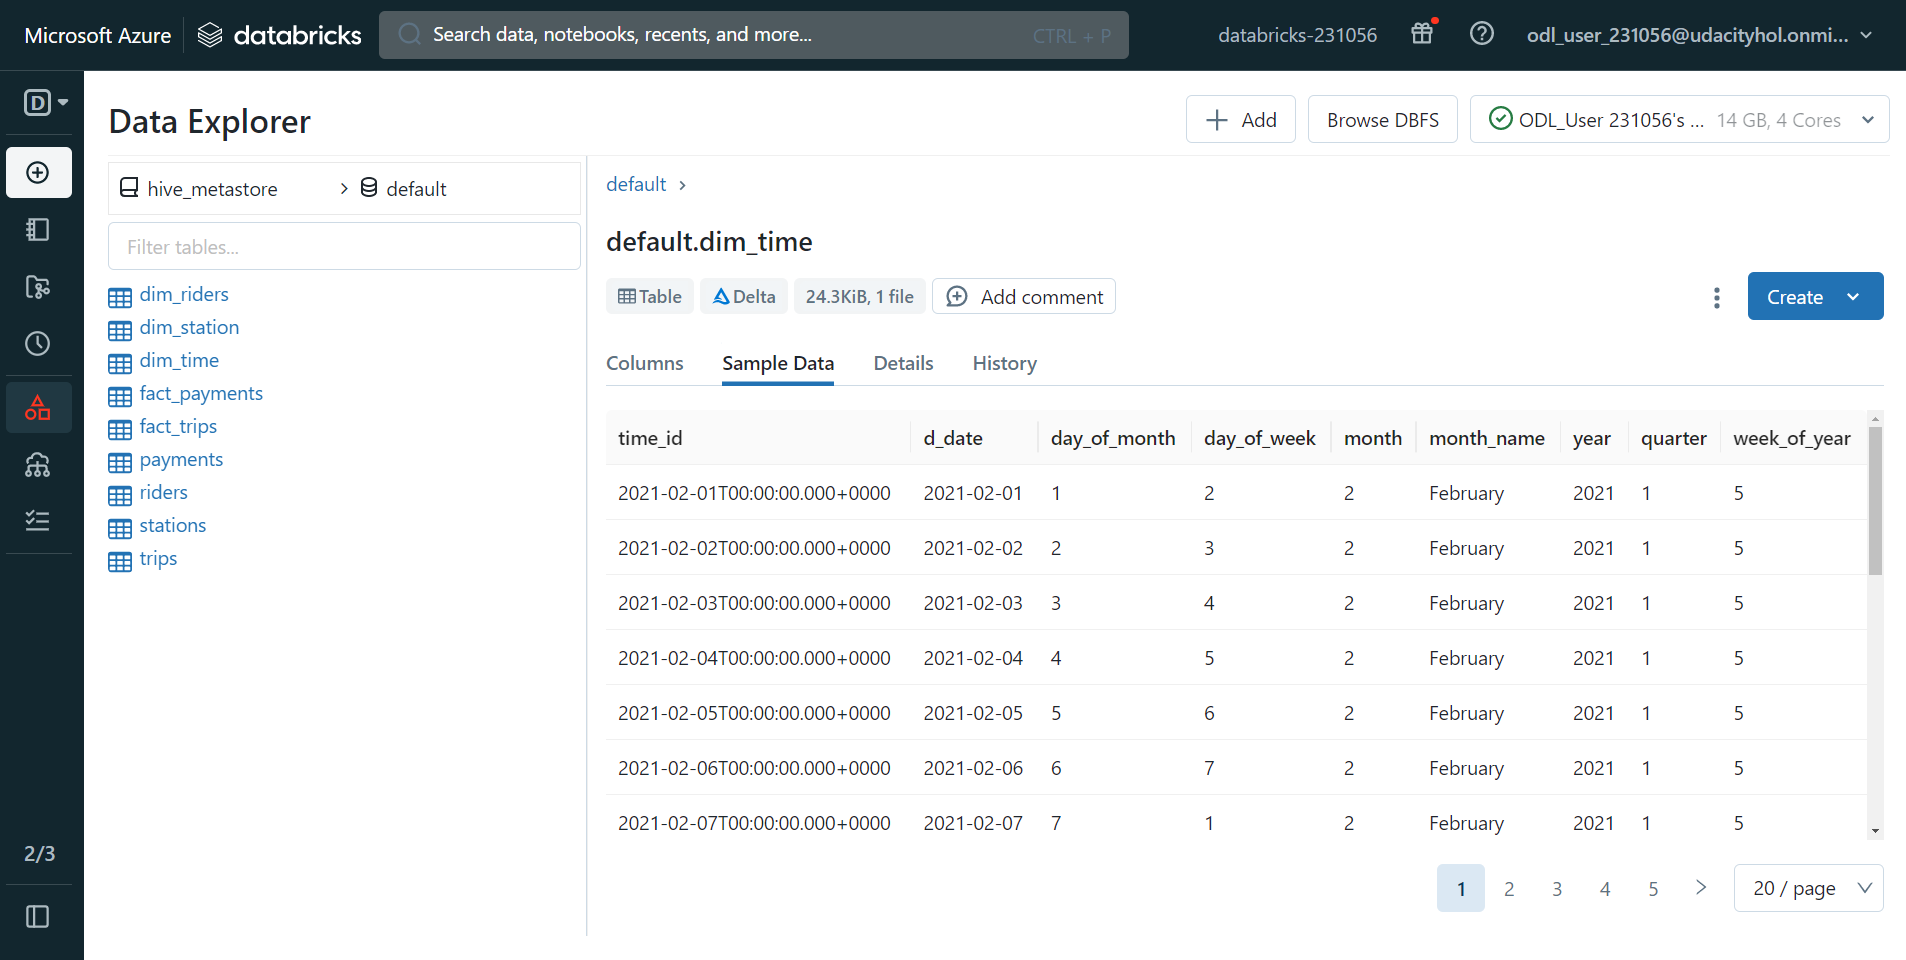 Microsoft Azure databricks Search data, notebooks, recents, and more... CTRL + P databricks-231056 odl_user_231056@udacityhol.onmi...
D
Data Explorer
Add Browse DBFS ODL_User 231056's ... 14 GB, 4 Cores
hive_metastore default
Filter tables...
dim_riders
dim_station
dim_time
fact_payments
fact_trips
payments
riders
stations
trips
2/3
default
default.dim_time
Table Delta 24.3KiB, 1 file Add comment Create
Columns Sample Data Details History
time_id d_date day_of_month day_of_week month month_name year quarter week_of_year
2021-02-01T00:00:00.000+0000 2021-02-01 1 2 2 February 2021 1 5
2021-02-02T00:00:00.000+0000 2021-02-02 2 3 2 February 2021 1 5
2021-02-03T00:00:00.000+0000 2021-02-03 3 4 2 February 2021 1 5
2021-02-04T00:00:00.000+0000 2021-02-04 4 5 2 February 2021 1 5
2021-02-05T00:00:00.000+0000 2021-02-05 5 6 2 February 2021 1 5
2021-02-06T00:00:00.000+0000 2021-02-06 6 7 2 February 2021 1 5
2021-02-07T00:00:00.000+0000 2021-02-07 7 1 2 February 2021 1 5
1 2 3 4 5 20 / page